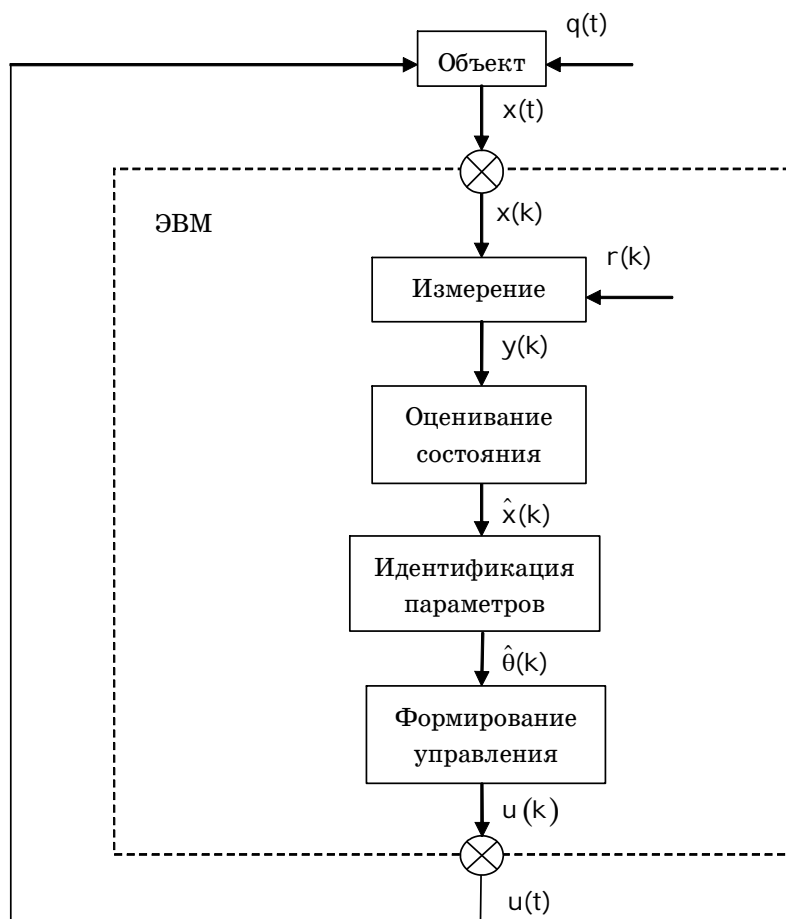 q(t)
Объект
x(t)
x(k)
ЭВМ
r(k)
Измерение
y(k)
Оценивание
состояния
x̂(k)
Идентификация
параметров
θ̂(k)
Формирование
управления
u(k)
u(t)